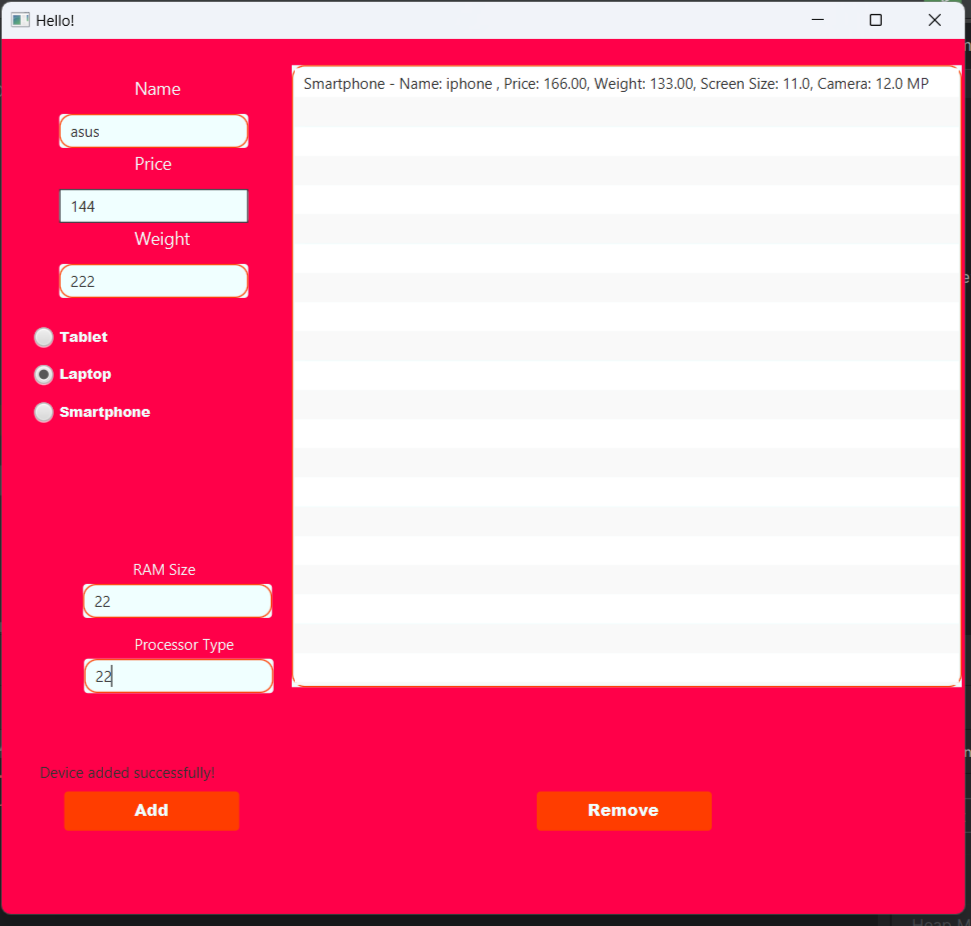 Hello!
Name
asus
Price
144
Weight
222
Tablet
Laptop
Smartphone
RAM Size
22
Processor Type
22
Smartphone - Name: iphone , Price: 166.00, Weight: 133.00, Screen Size: 11.0, Camera: 12.0 MP
Device added successfully!
Add
Remove